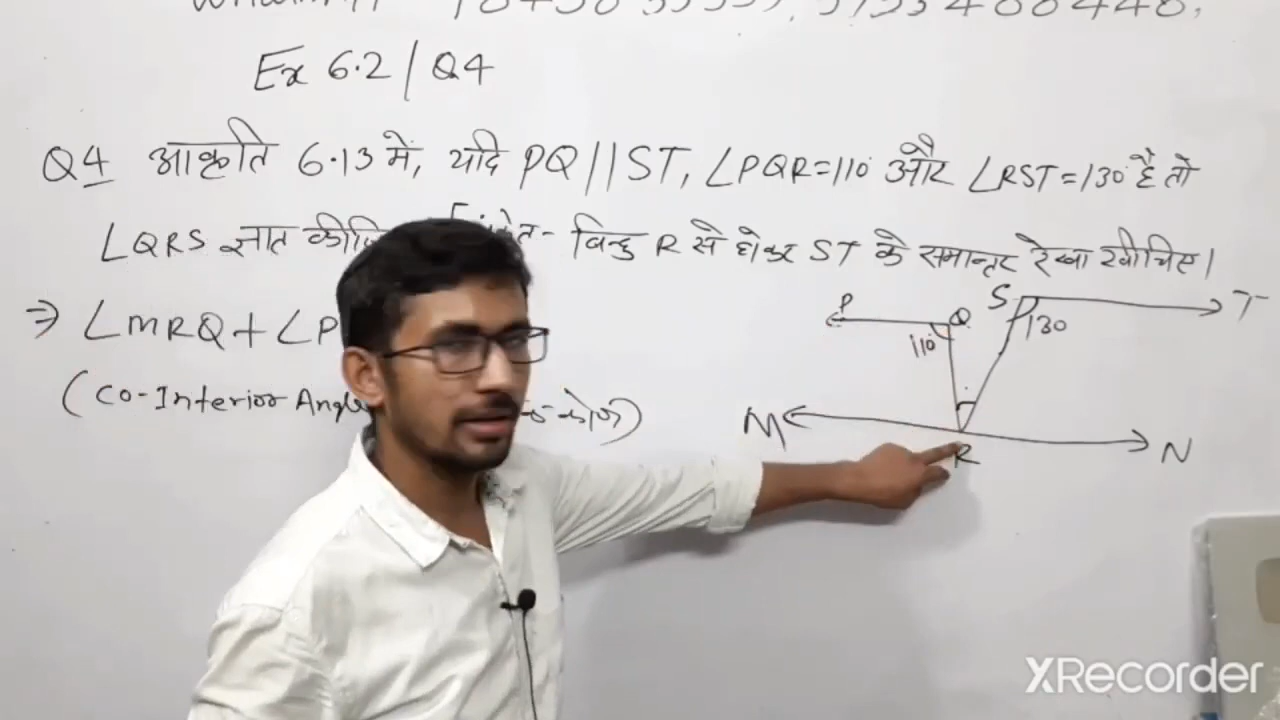 Ex 6.2 / Q4
Q4 आकृति 6.13 में, यदि PQ||ST, ∠PQR=110° और ∠RST=130° है तो
∠QRS ज्ञात - बिन्दु R से होकर ST के समान्तर रेखा खीचिए।
⇒ ∠MRQ + ∠P
(Co-Interior Angle
P Q S T
110° 130
M N
R
XRecorder